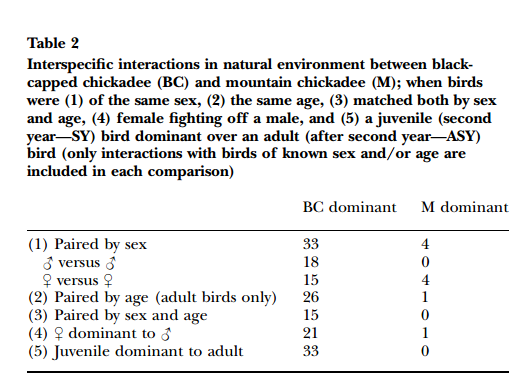 Table 2
Interspecific interactions in natural environment between black-
capped chickadee (BC) and mountain chickadee (M); when birds
were (1) of the same sex, (2) the same age, (3) matched both by sex
and age, (4) female fighting off a male, and (5) a juvenile (second
year—SY) bird dominant over an adult (after second year—ASY)
bird (only interactions with birds of known sex and/or age are
included in each comparison)
BC dominant M dominant
(1) Paired by sex 33 4
♂ versus ♂ 18 0
♀ versus ♀ 15 4
(2) Paired by age (adult birds only) 26 1
(3) Paired by sex and age 15 0
(4) ♀ dominant to ♂ 21 1
(5) Juvenile dominant to adult 33 0